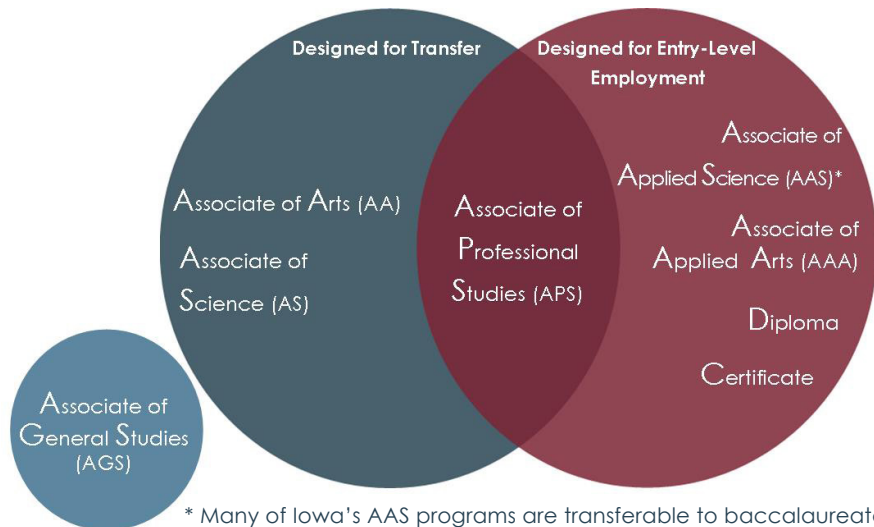 Designed for Transfer
Designed for Entry-Level
Employment
Associate of Arts (AA)
Associate of
Science (AS)
Associate of
Professional
Studies (APS)
Associate of
Applied Science (AAS)*
Associate of
Applied Arts (AAA)
Diploma
Certificate
Associate of
General Studies
(AGS)
* Many of Iowa's AAS programs are transferable to baccalaureate